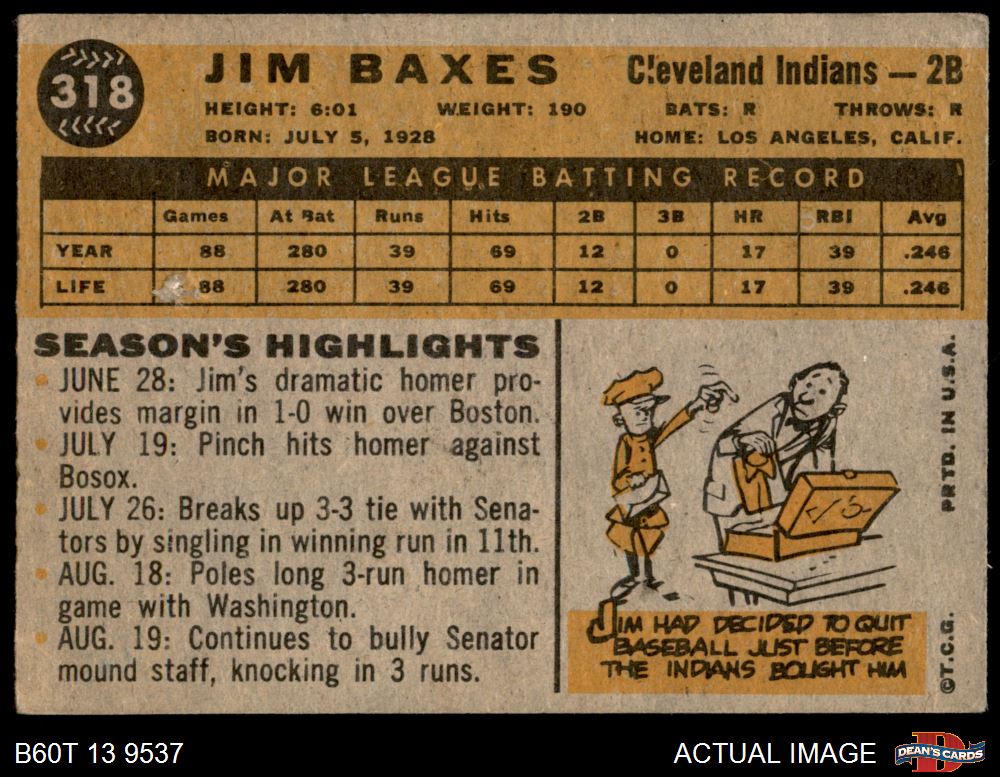 318
JIM BAXES
Cleveland Indians — 2B
HEIGHT: 6:01 WEIGHT: 190 BATS: R THROWS: R
BORN: JULY 5, 1928 HOME: LOS ANGELES, CALIF.
MAJOR LEAGUE BATTING RECORD
Games At Bat Runs Hits 2B 3B HR RBI Avg
YEAR 88 280 39 69 12 0 17 39 .246
LIFE 88 280 39 69 12 0 17 39 .246
SEASON'S HIGHLIGHTS
• JUNE 28: Jim's dramatic homer pro-
vides margin in 1-0 win over Boston.
• JULY 19: Pinch hits homer against
Bosox.
• JULY 26: Breaks up 3-3 tie with Sena-
tors by singling in winning run in 11th.
• AUG. 18: Poles long 3-run homer in
game with Washington.
• AUG. 19: Continues to bully Senator
mound staff, knocking in 3 runs.
JIM HAD DECIDED TO QUIT
BASEBALL JUST BEFORE
THE INDIANS BOUGHT HIM
©T.C.G. PRTD. IN U.S.A.
B60T 13 9537
ACTUAL IMAGE
D
DEAN'S CARDS